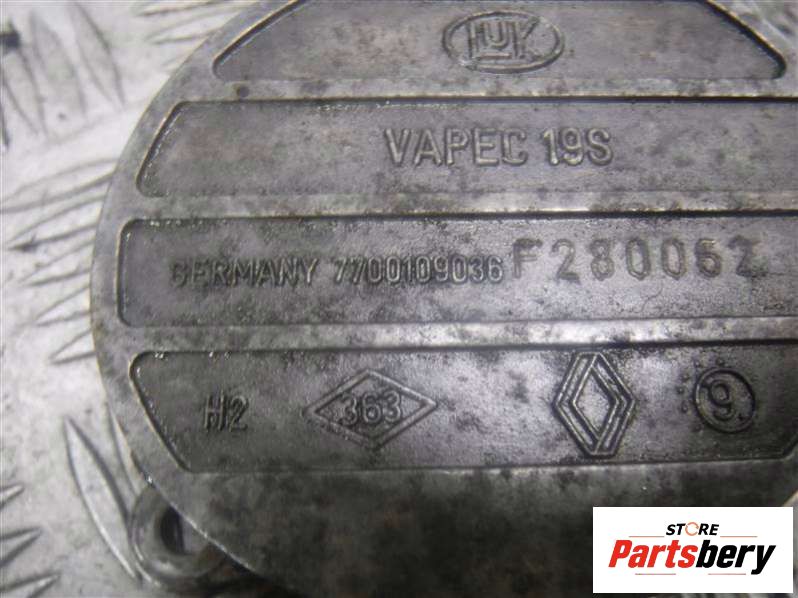 LUK
VAPEC 19S
GERMANY 7700109036 F280062
H2 363 9
STORE
Partsbery